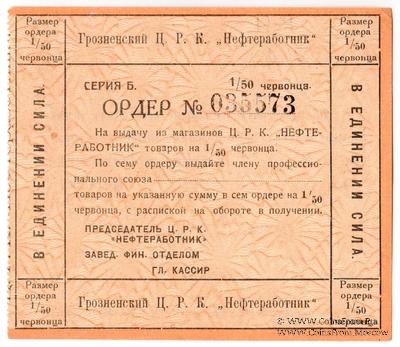 Размер
ордера
1/50
червонца
Грозненский Ц. Р. К. „Нефтеработник“
Размер
ордера
1/50
червонца
В ЕДИНЕНИИ СИЛА.
СЕРИЯ Б.
1/50 червонца.
ОРДЕР № 035573
На выдачу из магазинов Ц. Р. К. „НЕФТЕ-
РАБОТНИК“ товаров на 1/50 червонца.
По сему ордеру выдайте члену профессио-
нального союза
товаров на указанную сумму в сем ордере на 1/50
червонца, с распиской на обороте в получении.
ПРЕДСЕДАТЕЛЬ Ц. Р. К.
„НЕФТЕРАБОТНИК“
ЗАВЕД. ФИН. ОТДЕЛОМ
ГЛ. КАССИР
В ЕДИНЕНИИ СИЛА.
Размер
ордера
1/50
червонца
Грозненский Ц. Р. К. „Нефтеработник“
Размер
ордера
1/50
червонца